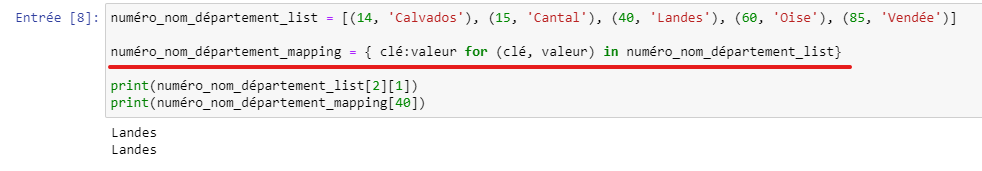 Entrée [8]: numéro_nom_département_list = [(14, 'Calvados'), (15, 'Cantal'), (40, 'Landes'), (60, 'Oise'), (85, 'Vendée')]
numéro_nom_département_mapping = { clé:valeur for (clé, valeur) in numéro_nom_département_list}
print(numéro_nom_département_list[2][1])
print(numéro_nom_département_mapping[40])
Landes
Landes